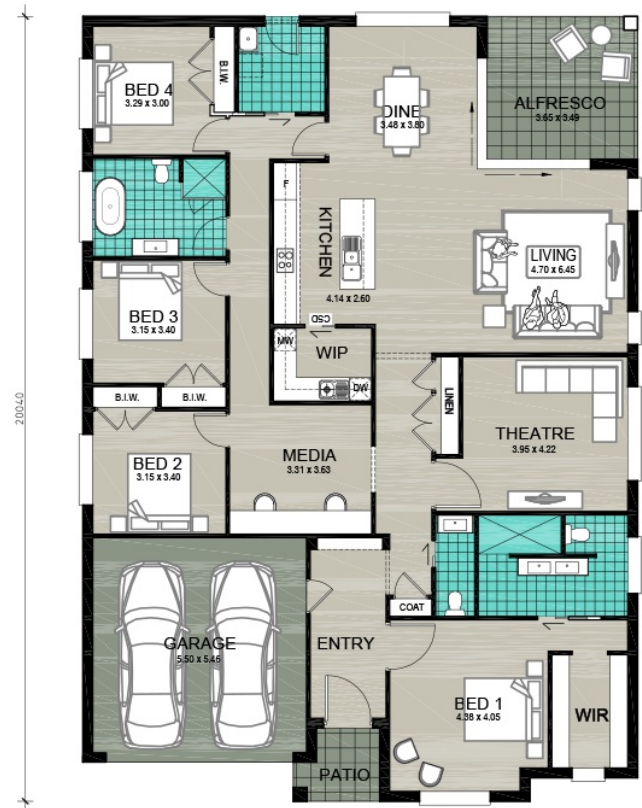 BED 4
3.29 x 3.00
B.I.W.
DINE
3.48 x 3.80
ALFRESCO
3.65 x 3.49
F
KITCHEN
4.14 x 2.60
LIVING
4.70 x 6.45
BED 3
3.15 x 3.40
CSD
WIP
MW
DW
B.I.W.
B.I.W.
LINEN
THEATRE
3.95 x 4.22
20040
MEDIA
3.31 x 3.63
BED 2
3.15 x 3.40
COAT
GARAGE
5.50 x 5.45
ENTRY
BED 1
4.38 x 4.05
WIR
PATIO